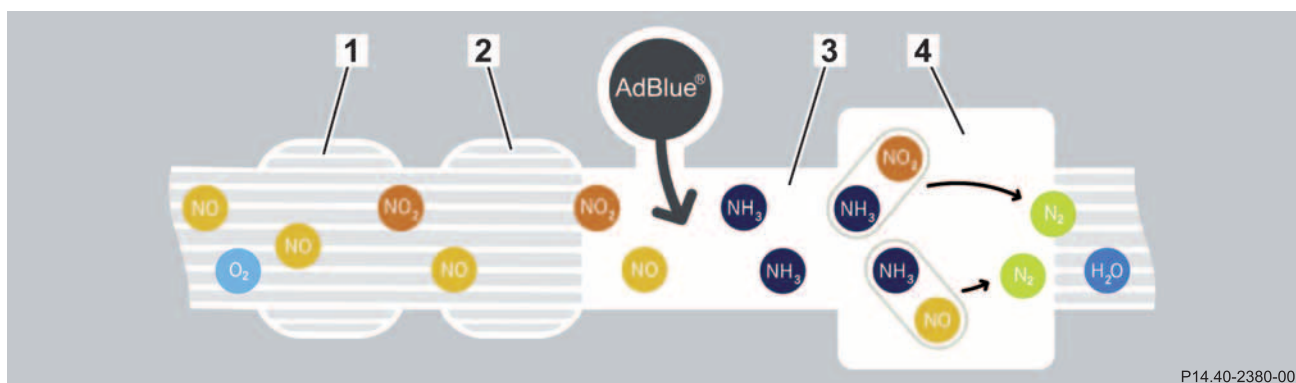 1 2 3 4
AdBlue®
NO NO₂ NO₂ NH₃ NH₃ NO₂ N₂
NO
O₂ NO NO NH₃ NH₃ N₂ H₂O
NO
P14.40-2380-00